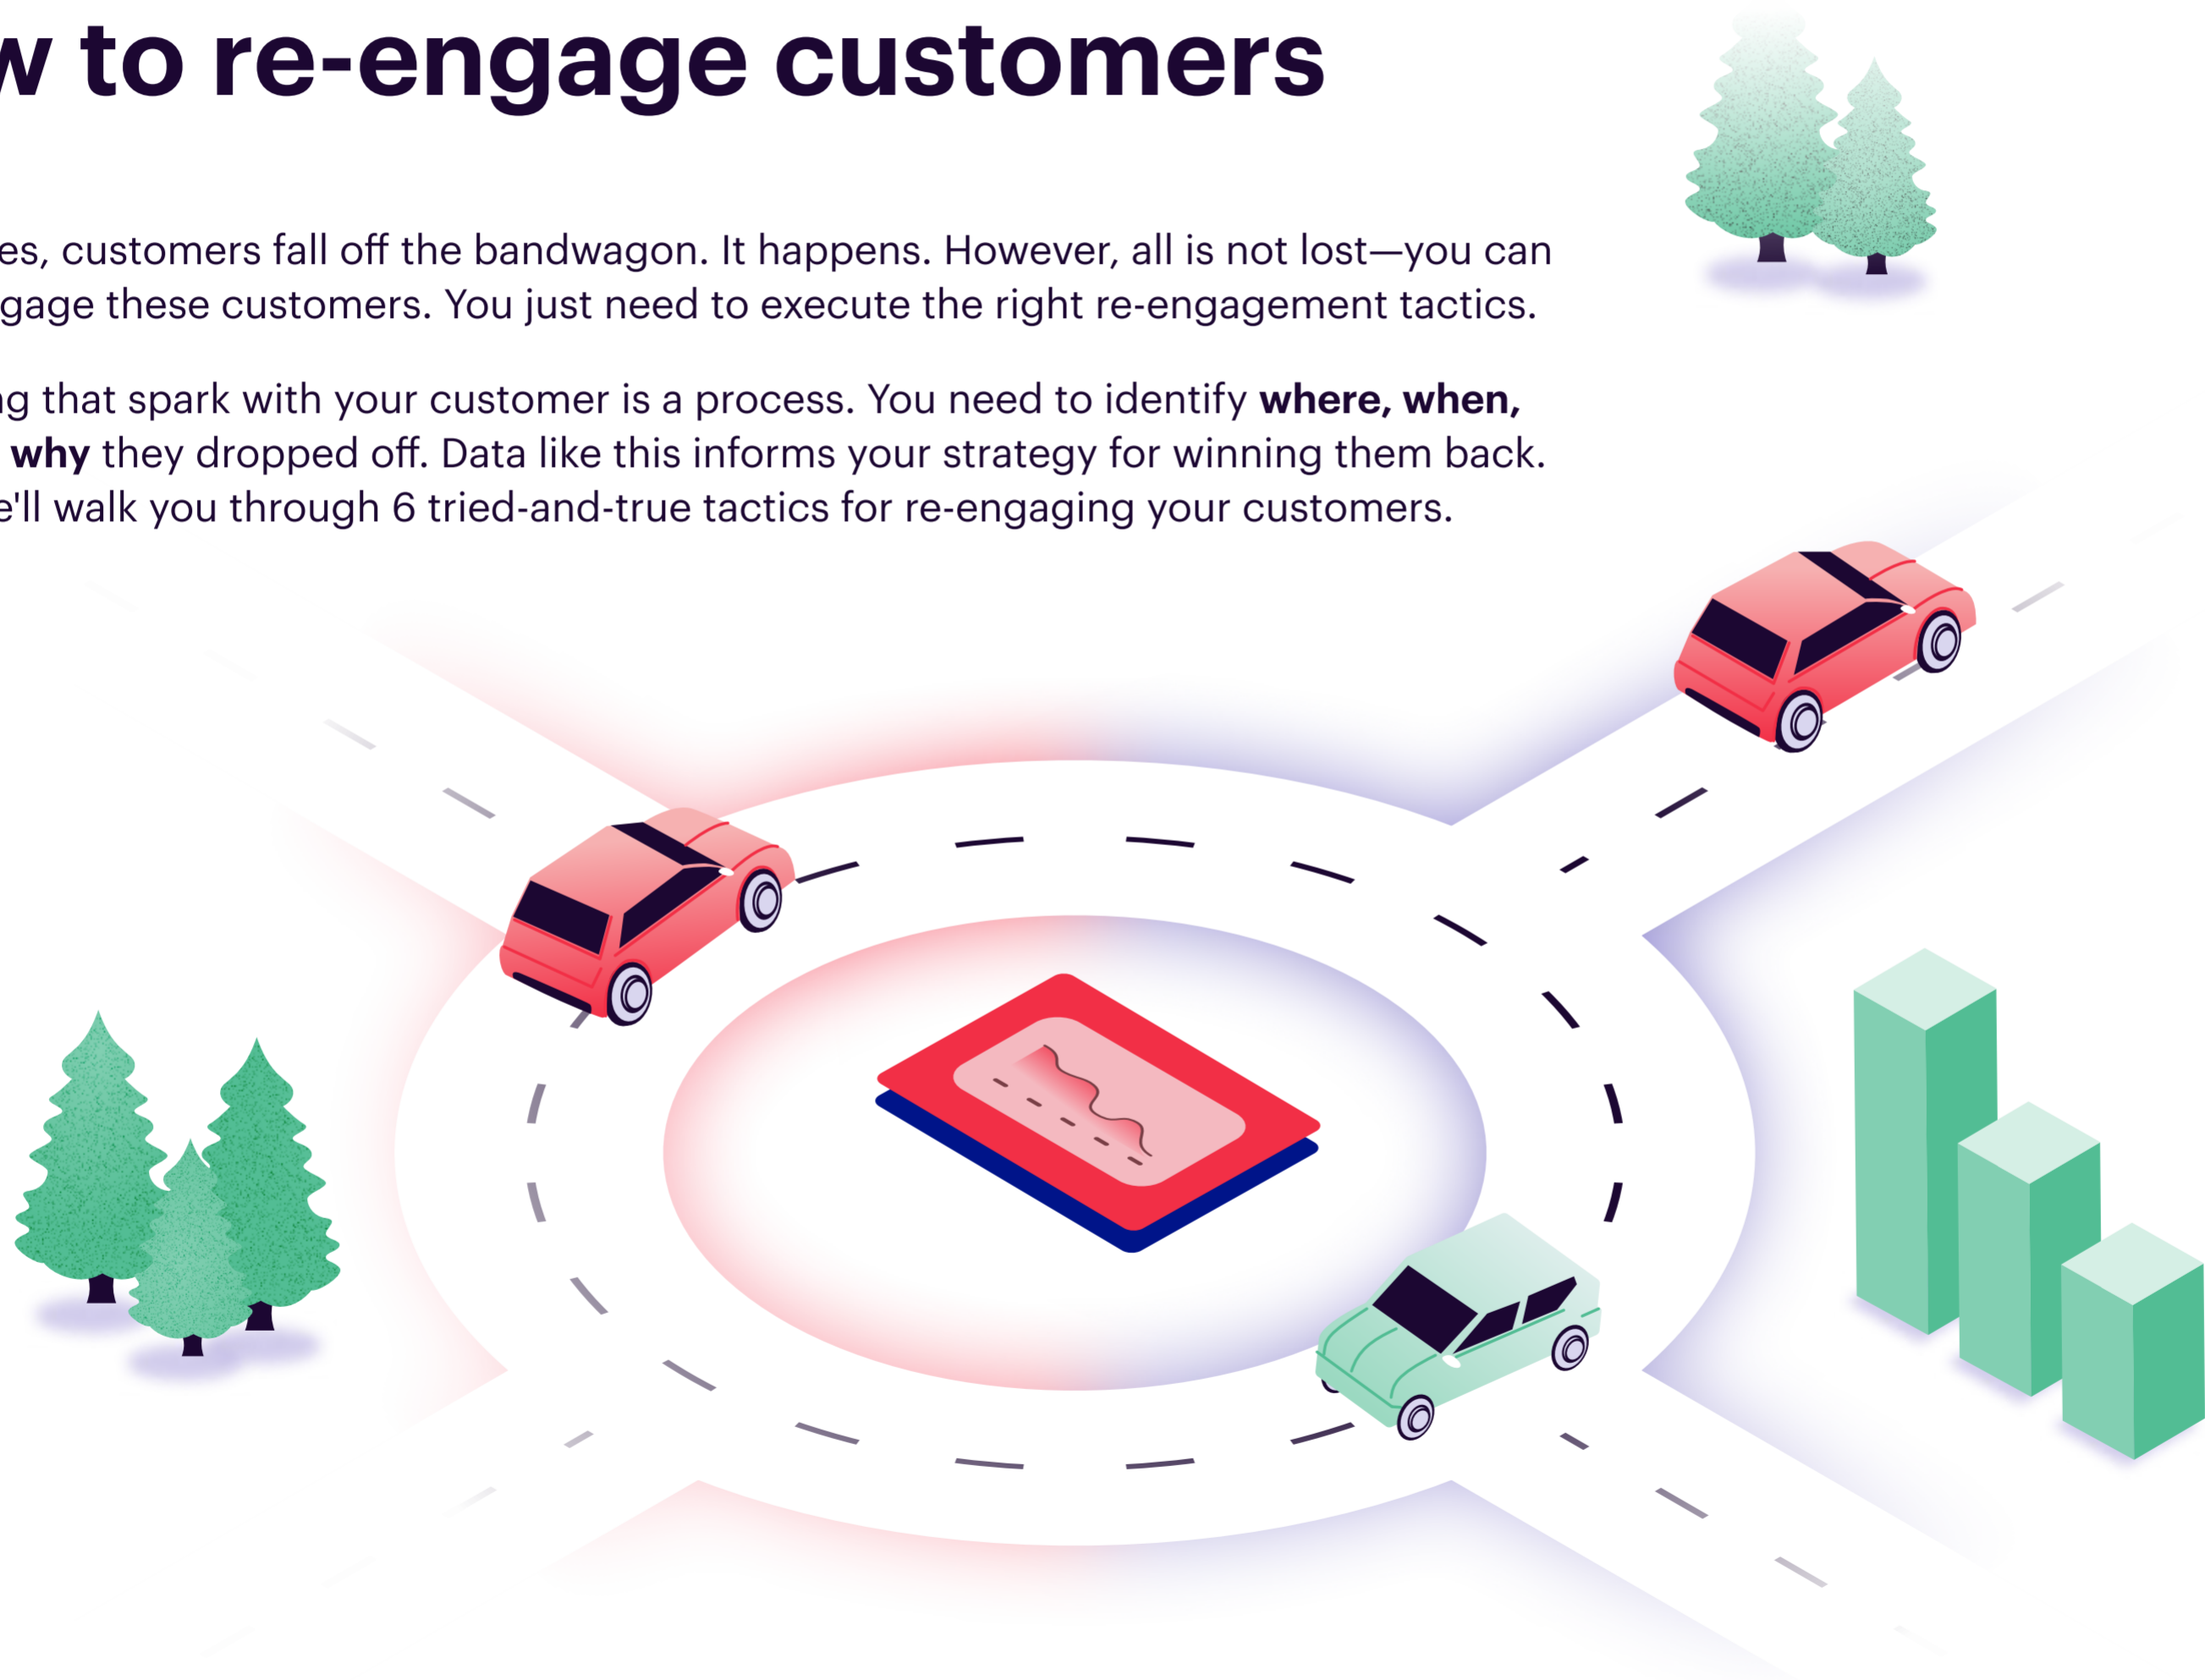 w to re-engage customers
es, customers fall off the bandwagon. It happens. However, all is not lost—you can
gage these customers. You just need to execute the right re-engagement tactics.
ng that spark with your customer is a process. You need to identify where, when,
why they dropped off. Data like this informs your strategy for winning them back.
e'll walk you through 6 tried-and-true tactics for re-engaging your customers.